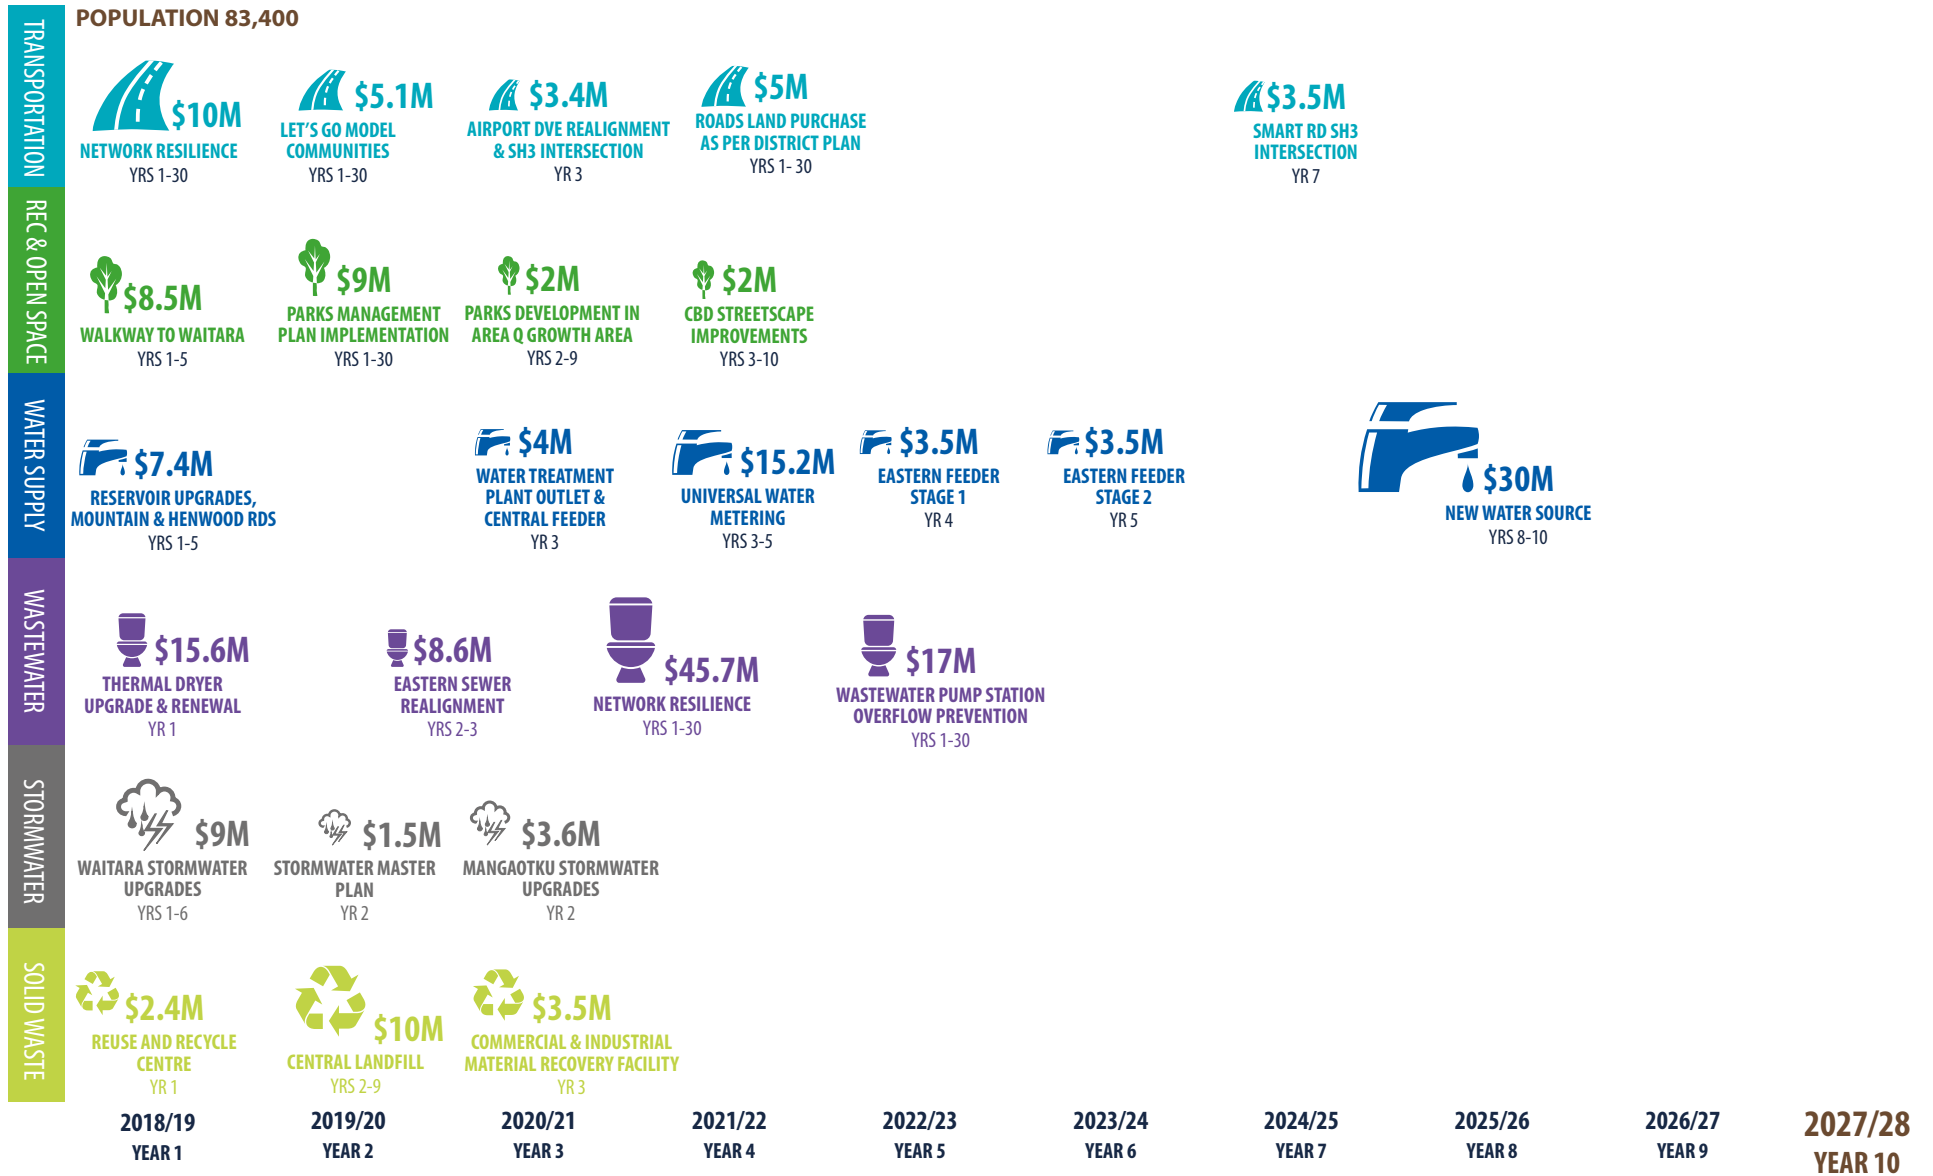 POPULATION 83,400
TRANSPORTATION
$10M
NETWORK RESILIENCE
YRS 1-30
$5.1M
LET'S GO MODEL
COMMUNITIES
YRS 1-30
$3.4M
AIRPORT DVE REALIGNMENT
& SH3 INTERSECTION
YR 3
$5M
ROADS LAND PURCHASE
AS PER DISTRICT PLAN
YRS 1- 30
$3.5M
SMART RD SH3
INTERSECTION
YR 7
REC & OPEN SPACE
$8.5M
WALKWAY TO WAITARA
YRS 1-5
$9M
PARKS MANAGEMENT
PLAN IMPLEMENTATION
YRS 1-30
$2M
PARKS DEVELOPMENT IN
AREA Q GROWTH AREA
YRS 2-9
$2M
CBD STREETSCAPE
IMPROVEMENTS
YRS 3-10
WATER SUPPLY
$7.4M
RESERVOIR UPGRADES,
MOUNTAIN & HENWOOD RDS
YRS 1-5
$4M
WATER TREATMENT
PLANT OUTLET &
CENTRAL FEEDER
YR 3
$15.2M
UNIVERSAL WATER
METERING
YRS 3-5
$3.5M
EASTERN FEEDER
STAGE 1
YR 4
$3.5M
EASTERN FEEDER
STAGE 2
YR 5
$30M
NEW WATER SOURCE
YRS 8-10
WASTEWATER
$15.6M
THERMAL DRYER
UPGRADE & RENEWAL
YR 1
$8.6M
EASTERN SEWER
REALIGNMENT
YRS 2-3
$45.7M
NETWORK RESILIENCE
YRS 1-30
$17M
WASTEWATER PUMP STATION
OVERFLOW PREVENTION
YRS 1-30
STORMWATER
$9M
WAITARA STORMWATER
UPGRADES
YRS 1-6
$1.5M
STORMWATER MASTER
PLAN
YR 2
$3.6M
MANGAOTKU STORMWATER
UPGRADES
YR 2
SOLID WASTE
$2.4M
REUSE AND RECYCLE
CENTRE
YR 1
$10M
CENTRAL LANDFILL
YRS 2-9
$3.5M
COMMERCIAL & INDUSTRIAL
MATERIAL RECOVERY FACILITY
YR 3
2018/19
YEAR 1
2019/20
YEAR 2
2020/21
YEAR 3
2021/22
YEAR 4
2022/23
YEAR 5
2023/24
YEAR 6
2024/25
YEAR 7
2025/26
YEAR 8
2026/27
YEAR 9
2027/28
YEAR 10